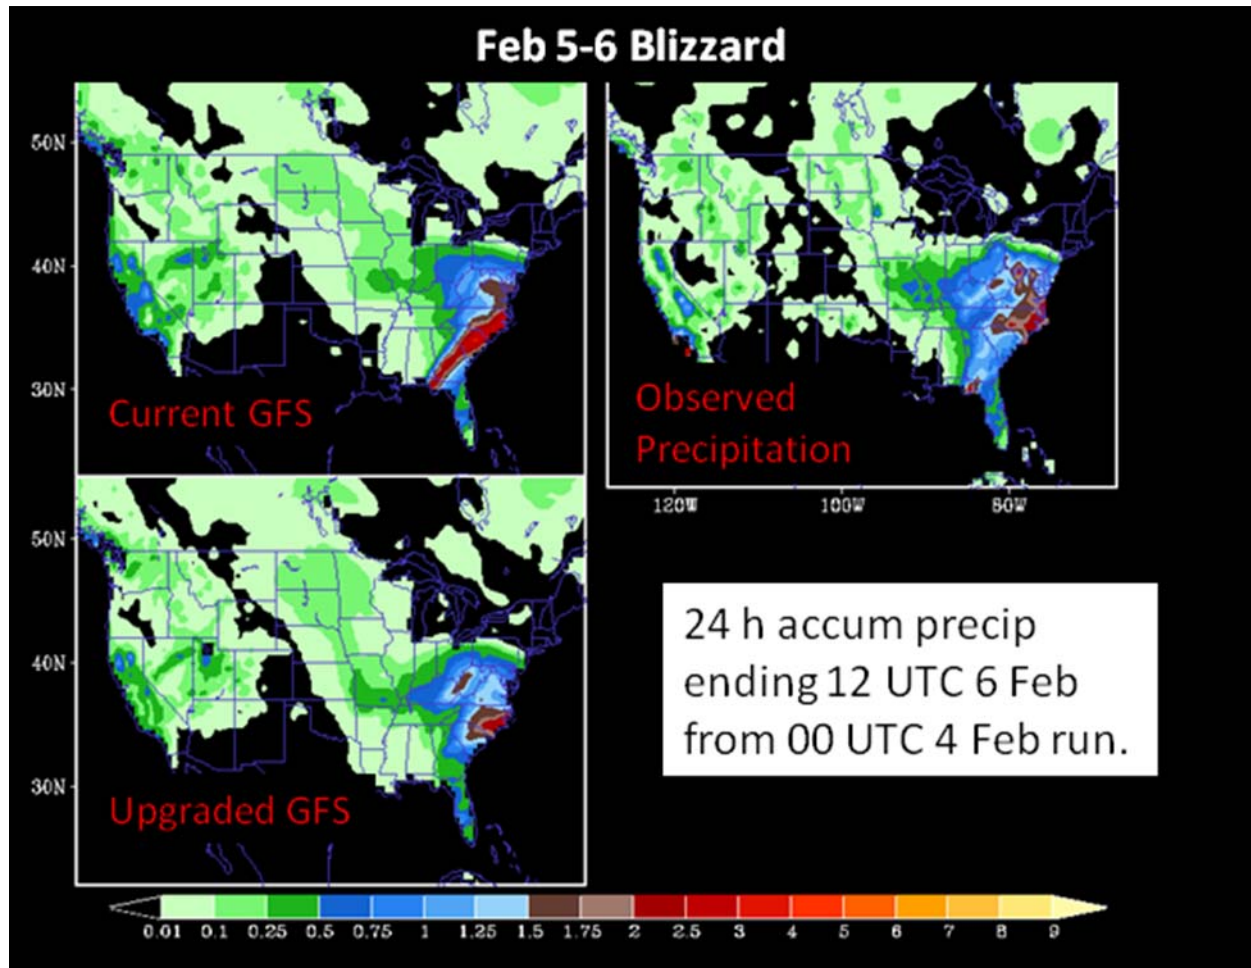 Feb 5-6 Blizzard
50N
40N
30N
Current GFS
Observed
Precipitation
120W
100W
80W
50N
40N
30N
Upgraded GFS
24 h accum precip
ending 12 UTC 6 Feb
from 00 UTC 4 Feb run.
0.01 0.1 0.25 0.5 0.75 1 1.25 1.5 1.75 2 2.5 3 4 5 6 7 8 9